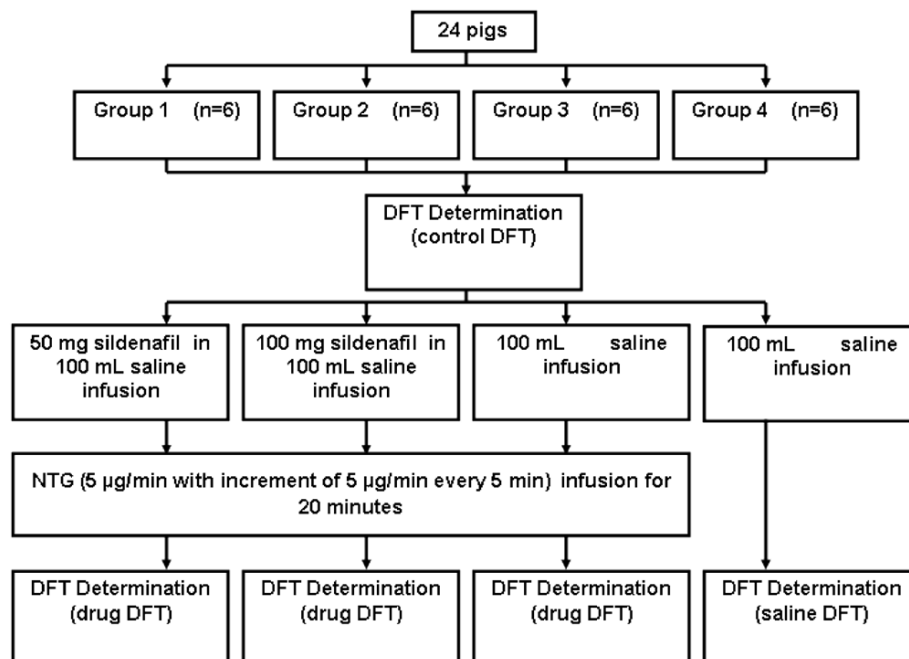 24 pigs
Group 1 (n=6)
Group 2 (n=6)
Group 3 (n=6)
Group 4 (n=6)
DFT Determination
(control DFT)
50 mg sildenafil in
100 mL saline
infusion
100 mg sildenafil in
100 mL saline
infusion
100 mL saline
infusion
100 mL saline
infusion
NTG (5 µg/min with increment of 5 µg/min every 5 min) infusion for
20 minutes
DFT Determination
(drug DFT)
DFT Determination
(drug DFT)
DFT Determination
(drug DFT)
DFT Determination
(saline DFT)